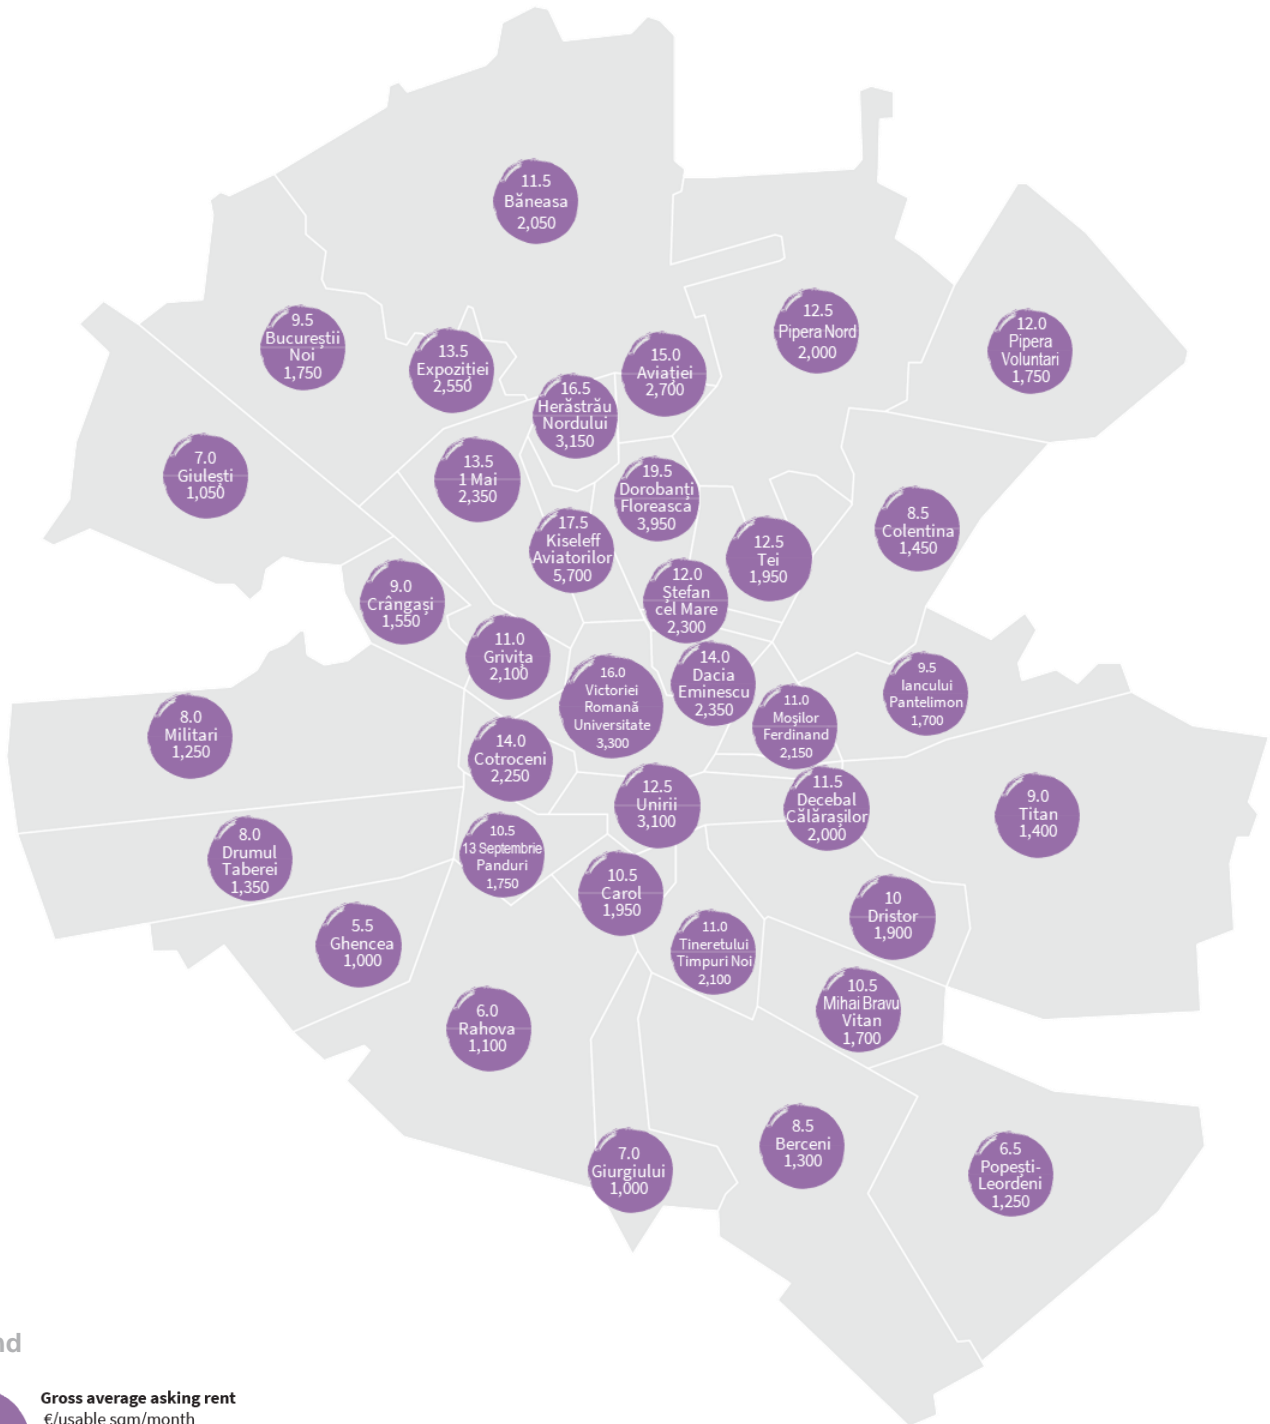 11.5
Băneasa
2,050
12.5
Pipera Nord
2,000
9.5
Bucureștii
Noi
1,750
12.0
Pipera
Voluntari
1,750
13.5
Expoziției
2,550
15.0
Aviației
2,700
16.5
Herăstrău
Nordului
3,150
7.0
Giulești
1,050
13.5
1 Mai
2,350
19.5
Dorobanți
Floreasca
3,950
8.5
Colentina
1,450
17.5
Kiseleff
Aviatorilor
5,700
12.5
Tei
1,950
9.0
Crângași
1,550
12.0
Ștefan
cel Mare
2,300
11.0
Grivița
2,100
14.0
Dacia
Eminescu
2,350
16.0
Victoriei
Romană
Universitate
3,300
9.5
Iancului
Pantelimon
1,700
11.0
Moșilor
Ferdinand
2,150
8.0
Militari
1,250
14.0
Cotroceni
2,250
12.5
Unirii
3,100
11.5
Decebal
Călărașilor
2,000
9.0
Titan
1,400
8.0
Drumul
Taberei
1,350
10.5
13 Septembrie
Panduri
1,750
10.5
Carol
1,950
10
Dristor
1,900
5.5
Ghencea
1,000
11.0
Tineretului
Timpuri Noi
2,100
10.5
Mihai Bravu
Vitan
1,700
6.0
Rahova
1,100
8.5
Berceni
1,300
7.0
Giurgiului
1,000
6.5
Popești-
Leordeni
1,250
nd
Gross average asking rent
€/usable sqm/month